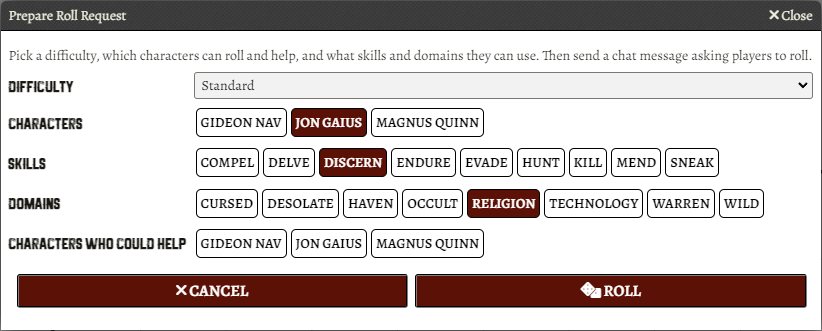 Prepare Roll Request
Close
Pick a difficulty, which characters can roll and help, and what skills and domains they can use. Then send a chat message asking players to roll.
DIFFICULTY Standard
CHARACTERS GIDEON NAV JON GAIUS MAGNUS QUINN
SKILLS COMPEL DELVE DISCERN ENDURE EVADE HUNT KILL MEND SNEAK
DOMAINS CURSED DESOLATE HAVEN OCCULT RELIGION TECHNOLOGY WARREN WILD
CHARACTERS WHO COULD HELP GIDEON NAV JON GAIUS MAGNUS QUINN
CANCEL ROLL